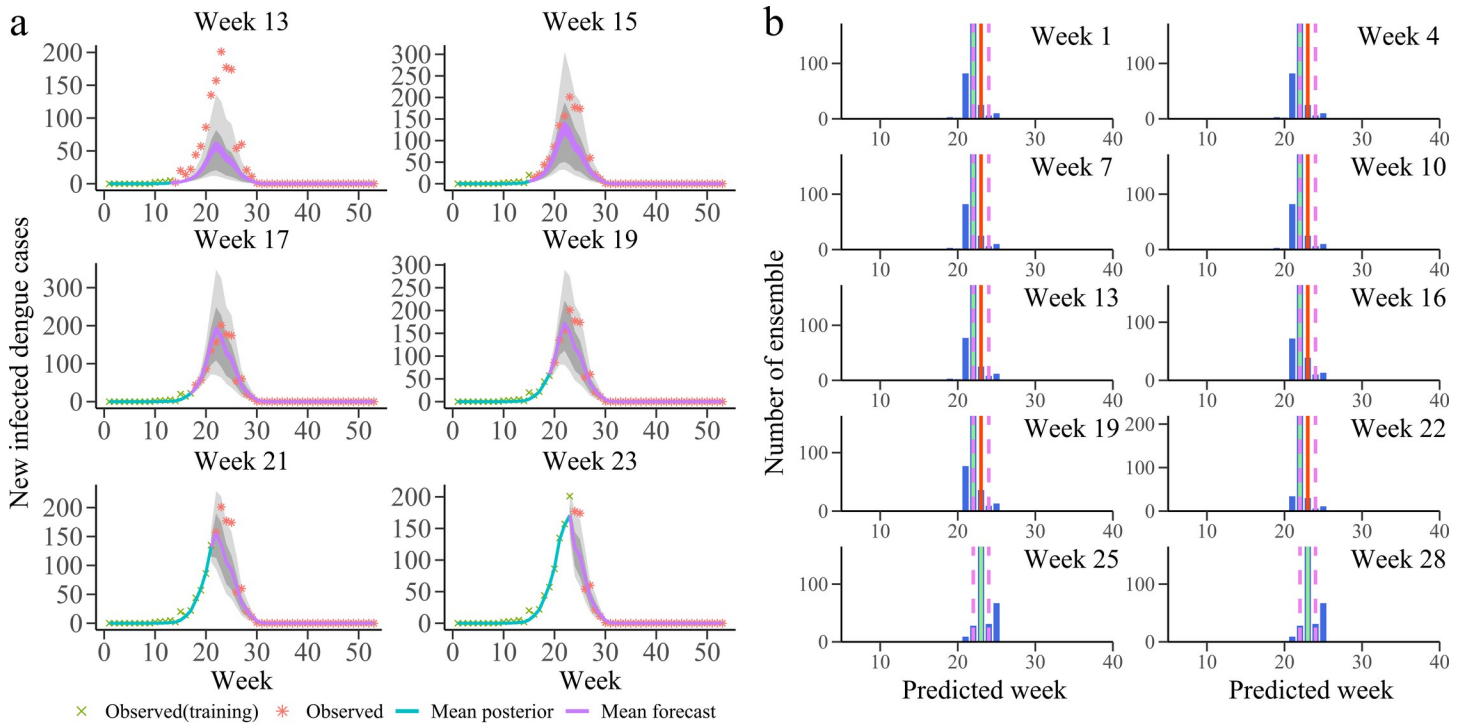 a
Week 13
Week 15
200
150
100
50
0
0 10 20 30 40 50
300
250
200
150
100
50
0
0 10 20 30 40 50
Week 17
Week 19
300
200
100
0
0 10 20 30 40 50
300
250
200
150
100
50
0
0 10 20 30 40 50
Week 21
Week 23
200
150
100
50
0
0 10 20 30 40 50
200
150
100
50
0
0 10 20 30 40 50
New infected dengue cases
Week
Week
Observed(training)
Observed
Mean posterior
Mean forecast
b
Week 1
100
0
10 20 30 40
Week 4
100
0
10 20 30 40
Week 7
100
0
10 20 30 40
Week 10
100
0
10 20 30 40
Week 13
100
0
10 20 30 40
Week 16
100
0
10 20 30 40
Week 19
100
0
10 20 30 40
Week 22
200
100
0
10 20 30 40
Week 25
100
0
10 20 30 40
Week 28
100
0
10 20 30 40
Number of ensemble
Predicted week
Predicted week